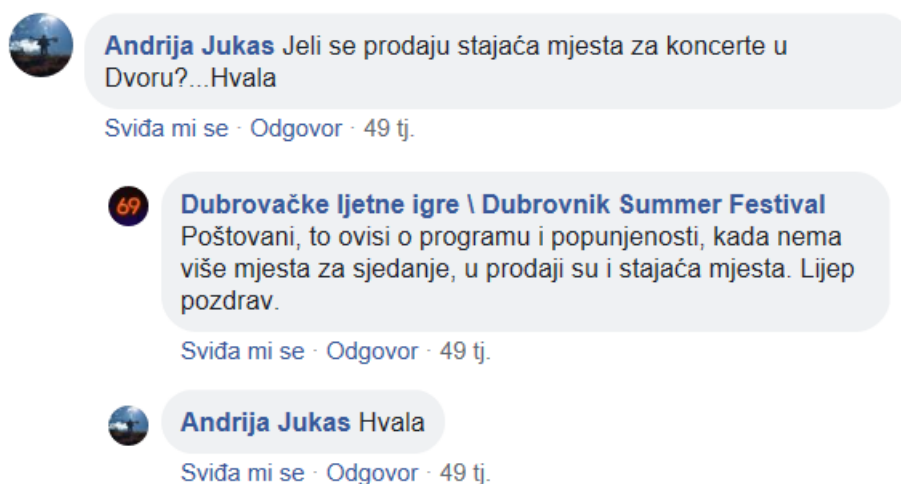 Andrija Jukas Jeli se prodaju stajaća mjesta za koncerte u
Dvoru?...Hvala
Sviđa mi se · Odgovor · 49 tj.
69
Dubrovačke ljetne igre \ Dubrovnik Summer Festival
Poštovani, to ovisi o programu i popunjenosti, kada nema
više mjesta za sjedanje, u prodaji su i stajaća mjesta. Lijep
pozdrav.
Sviđa mi se · Odgovor · 49 tj.
Andrija Jukas Hvala
Sviđa mi se · Odgovor · 49 tj.